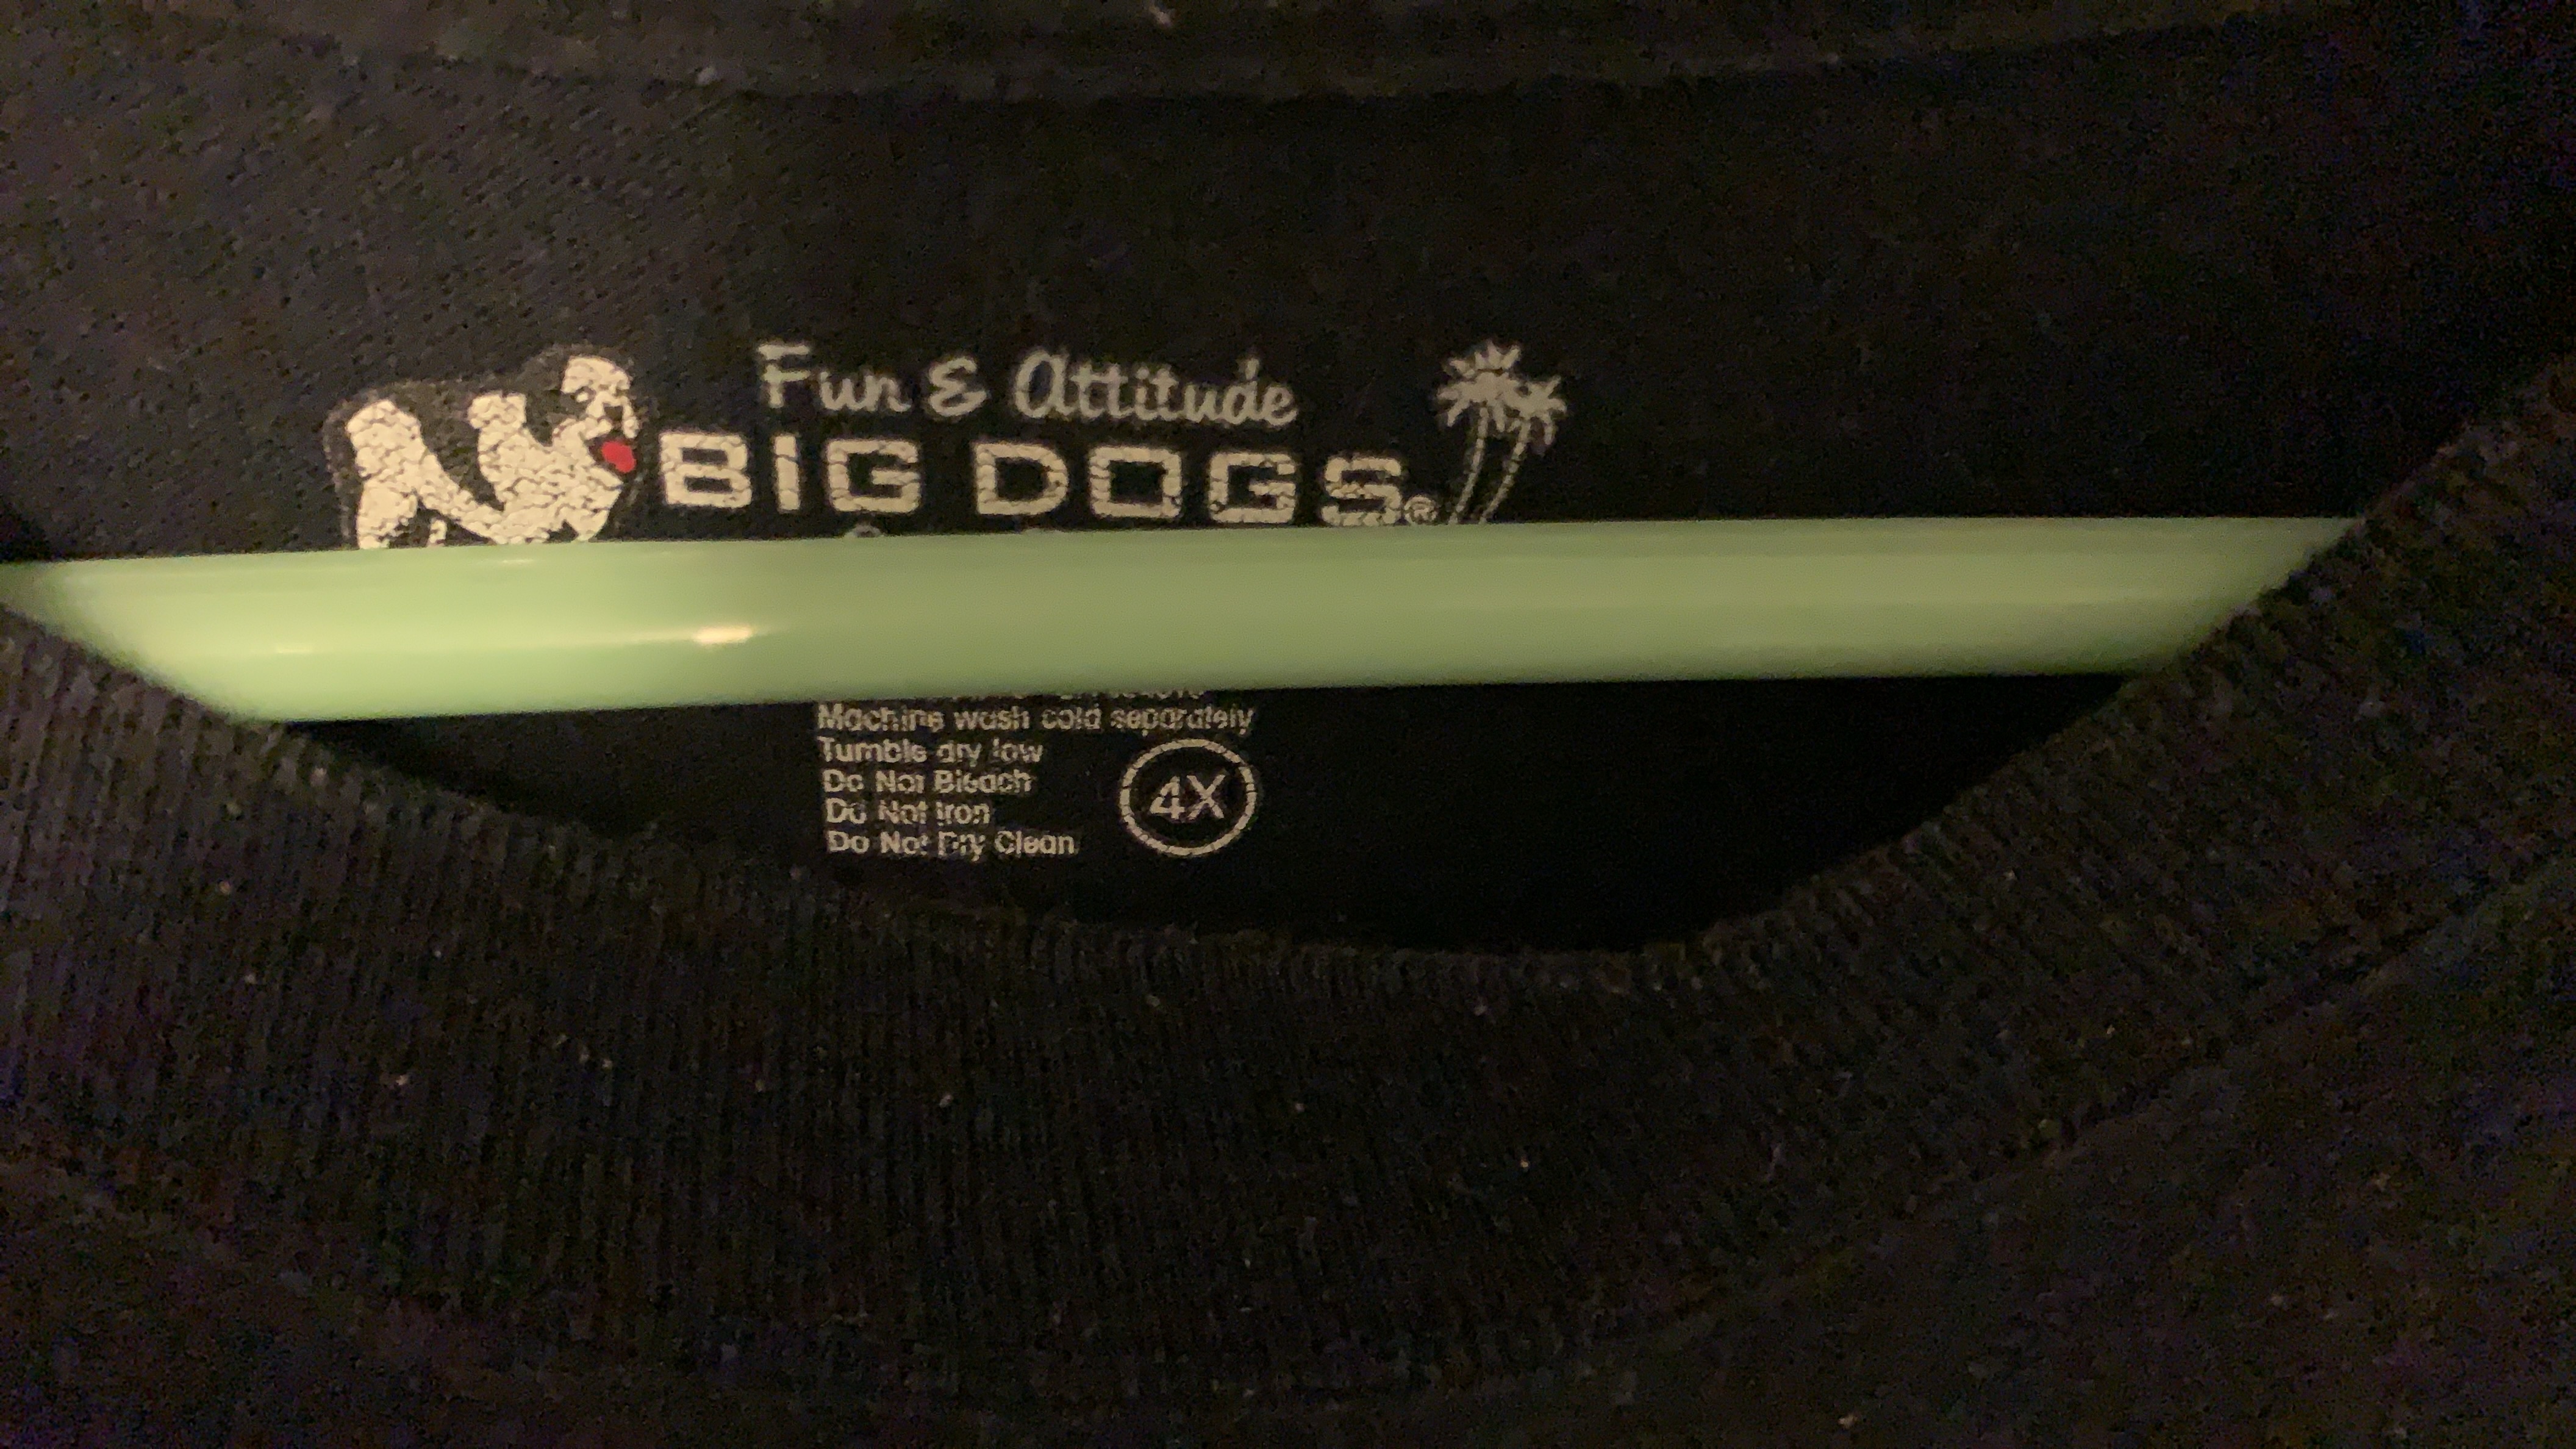 Fun & Attitude
BIG DOGS®
Machine wash cold separately
Tumble dry low
Do Not Bleach
Do Not Iron
Do Not Dry Clean
4X